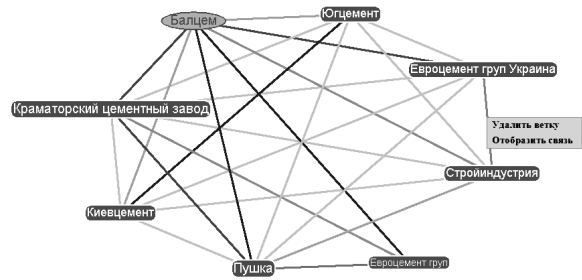 Балцем
Югцемент
Евроцемент груп Украина
Краматорский цементный завод
Удалить ветку
Отобразить связь
Стройиндустрия
Киевцемент
Пушка
Евроцемент груп